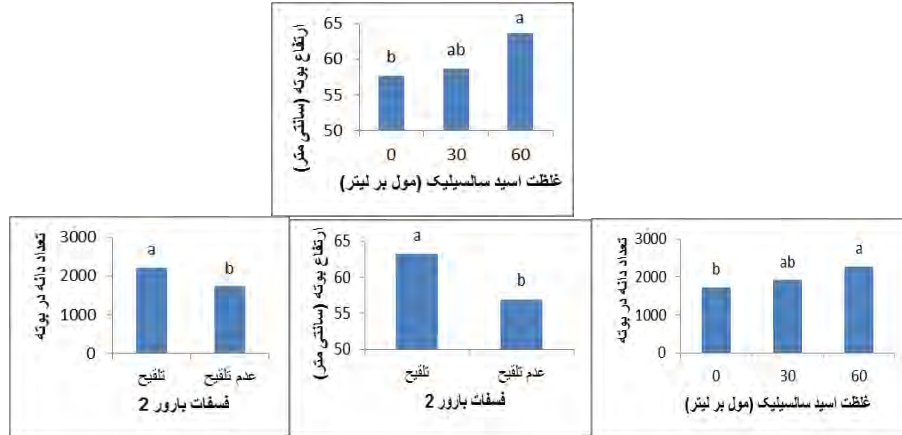 ارتفاع بوته (سانتی متر)
65
60
55
50
b
ab
a
0 30 60
غلظت اسید سالسیلیک (مول بر لیتر)
تعداد دانه در بوته
3000
2000
1000
0
a
b
تلقیح عدم تلقیح
فسفات بارور 2
ارتفاع بوته (سانتی متر)
65
60
55
50
a
b
تلقیح عدم تلقیح
فسفات بارور 2
تعداد دانه در بوته
3000
2000
1000
0
b
ab
a
0 30 60
غلظت اسید سالسیلیک (مول بر لیتر)